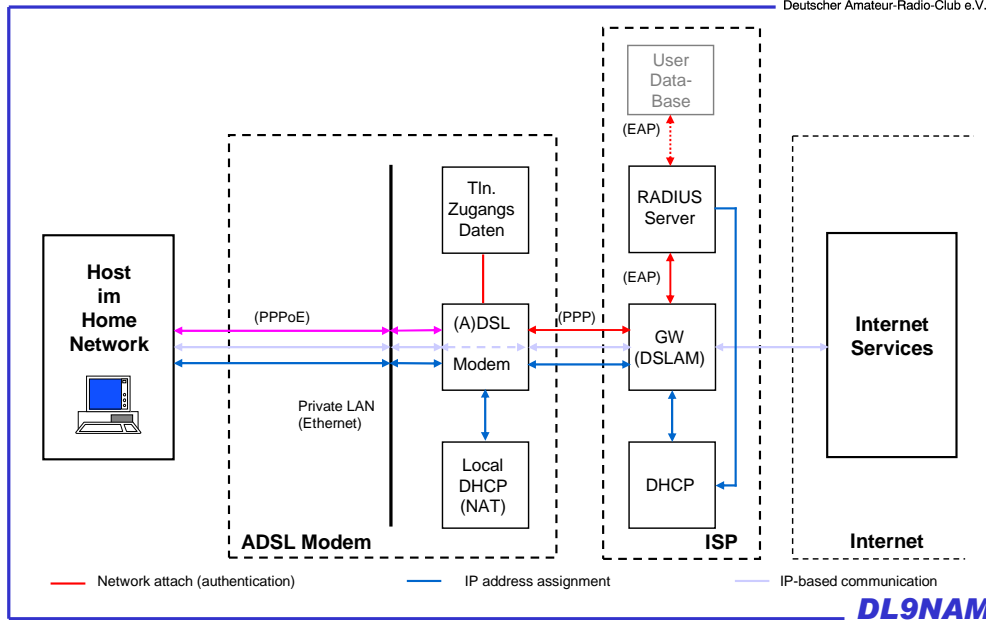 Deutscher Amateur-Radio-Club e.V.
User
Data-
Base
(EAP)
Tln.
Zugangs
Daten
RADIUS
Server
Host
im
Home
Network
(PPPoE)
(A)DSL
Modem
(PPP)
(EAP)
GW
(DSLAM)
Internet
Services
Private LAN
(Ethernet)
Local
DHCP
(NAT)
DHCP
ADSL Modem
ISP
Internet
Network attach (authentication)
IP address assignment
IP-based communication
DL9NAM